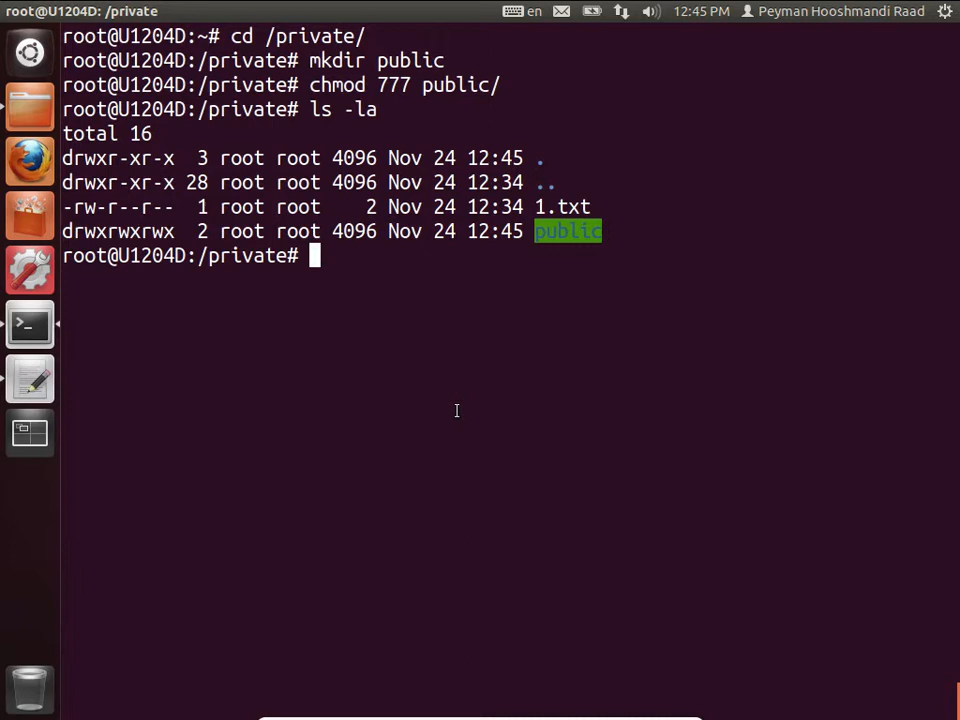 root@U1204D: /private
en
12:45 PM
Peyman Hooshmandi Raad
root@U1204D:~# cd /private/
root@U1204D:/private# mkdir public
root@U1204D:/private# chmod 777 public/
root@U1204D:/private# ls -la
total 16
drwxr-xr-x  3 root root 4096 Nov 24 12:45 .
drwxr-xr-x 28 root root 4096 Nov 24 12:34 ..
-rw-r--r--  1 root root    2 Nov 24 12:34 1.txt
drwxrwxrwx  2 root root 4096 Nov 24 12:45 public
root@U1204D:/private#